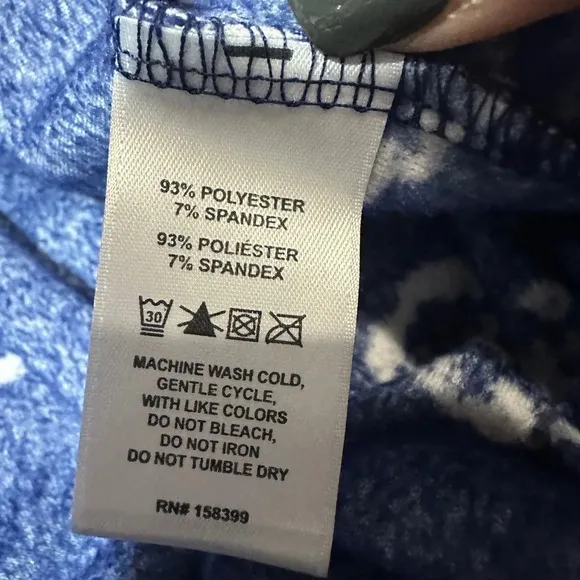 93% POLYESTER
7% SPANDEX
93% POLIÉSTER
7% SPANDEX
30
MACHINE WASH COLD,
GENTLE CYCLE,
WITH LIKE COLORS
DO NOT BLEACH,
DO NOT IRON
DO NOT TUMBLE DRY
RN# 158399